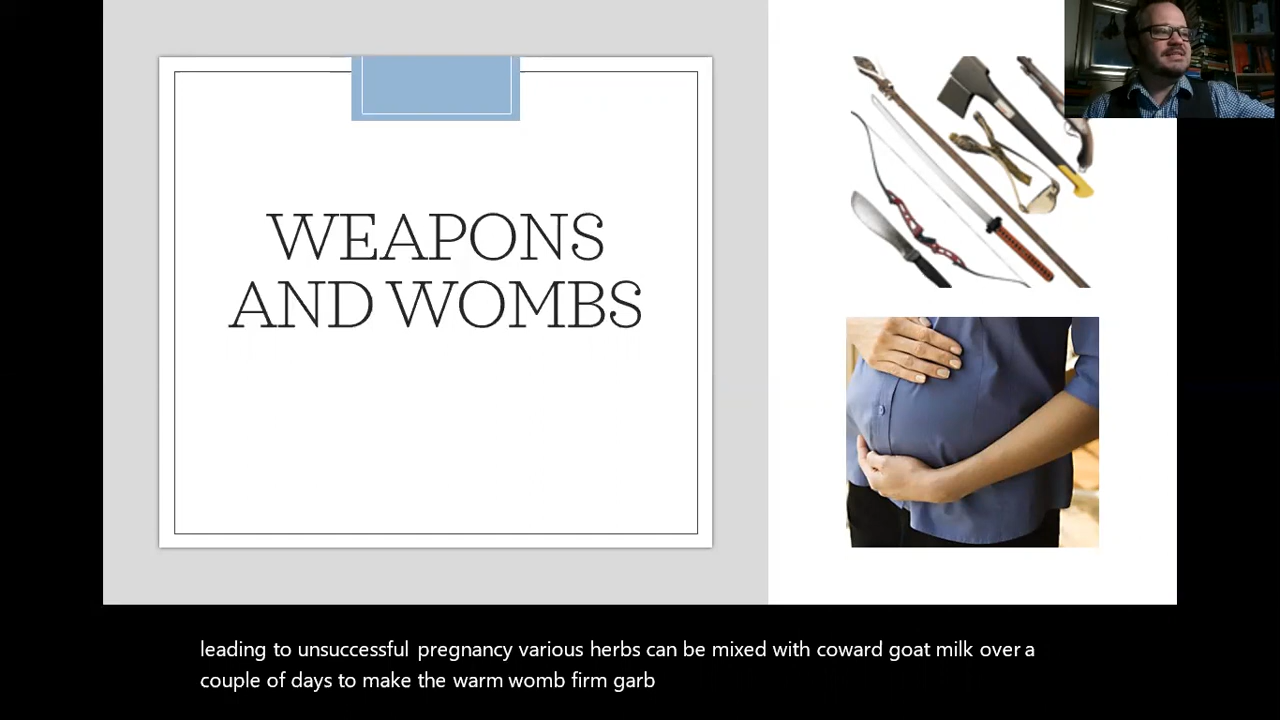 WEAPONS
AND WOMBS
leading to unsuccessful pregnancy various herbs can be mixed with coward goat milk over a
couple of days to make the warm womb firm garb